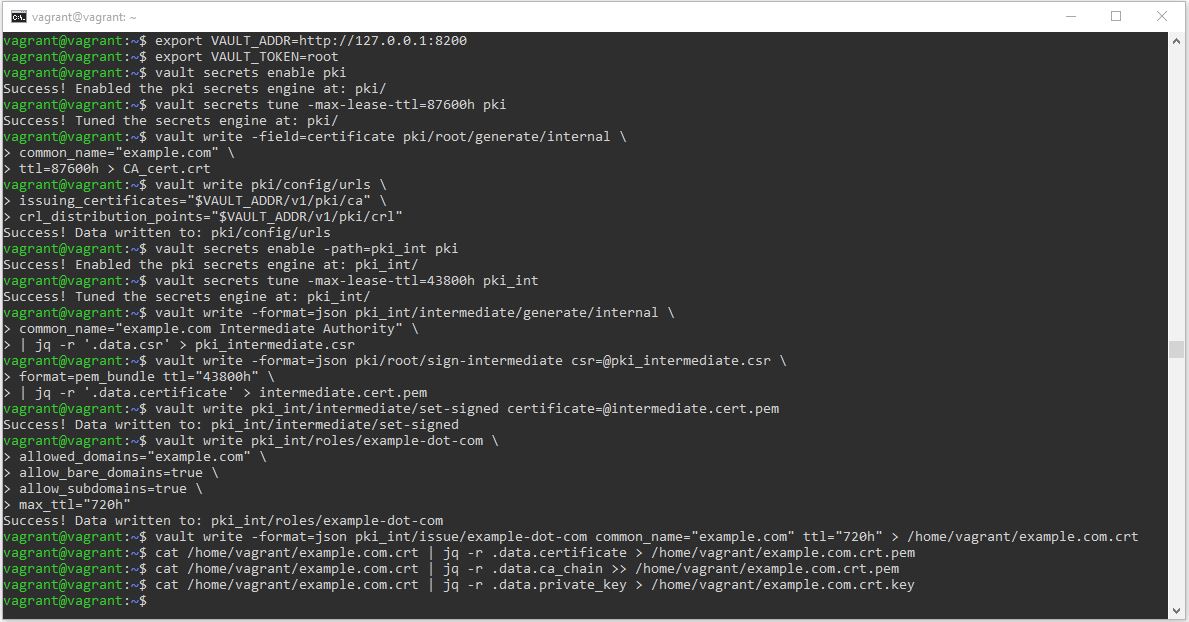 vagrant@vagrant: ~
vagrant@vagrant:~$ export VAULT_ADDR=http://127.0.0.1:8200
vagrant@vagrant:~$ export VAULT_TOKEN=root
vagrant@vagrant:~$ vault secrets enable pki
Success! Enabled the pki secrets engine at: pki/
vagrant@vagrant:~$ vault secrets tune -max-lease-ttl=87600h pki
Success! Tuned the secrets engine at: pki/
vagrant@vagrant:~$ vault write -field=certificate pki/root/generate/internal \
> common_name="example.com" \
> ttl=87600h > CA_cert.crt
vagrant@vagrant:~$ vault write pki/config/urls \
> issuing_certificates="$VAULT_ADDR/v1/pki/ca" \
> crl_distribution_points="$VAULT_ADDR/v1/pki/crl"
Success! Data written to: pki/config/urls
vagrant@vagrant:~$ vault secrets enable -path=pki_int pki
Success! Enabled the pki secrets engine at: pki_int/
vagrant@vagrant:~$ vault secrets tune -max-lease-ttl=43800h pki_int
Success! Tuned the secrets engine at: pki_int/
vagrant@vagrant:~$ vault write -format=json pki_int/intermediate/generate/internal \
> common_name="example.com Intermediate Authority" \
> | jq -r '.data.csr' > pki_intermediate.csr
vagrant@vagrant:~$ vault write -format=json pki/root/sign-intermediate csr=@pki_intermediate.csr \
> format=pem_bundle ttl="43800h" \
> | jq -r '.data.certificate' > intermediate.cert.pem
vagrant@vagrant:~$ vault write pki_int/intermediate/set-signed certificate=@intermediate.cert.pem
Success! Data written to: pki_int/intermediate/set-signed
vagrant@vagrant:~$ vault write pki_int/roles/example-dot-com \
> allowed_domains="example.com" \
> allow_bare_domains=true \
> allow_subdomains=true \
> max_ttl="720h"
Success! Data written to: pki_int/roles/example-dot-com
vagrant@vagrant:~$ vault write -format=json pki_int/issue/example-dot-com common_name="example.com" ttl="720h" > /home/vagrant/example.com.crt
vagrant@vagrant:~$ cat /home/vagrant/example.com.crt | jq -r .data.certificate > /home/vagrant/example.com.crt.pem
vagrant@vagrant:~$ cat /home/vagrant/example.com.crt | jq -r .data.ca_chain >> /home/vagrant/example.com.crt.pem
vagrant@vagrant:~$ cat /home/vagrant/example.com.crt | jq -r .data.private_key > /home/vagrant/example.com.crt.key
vagrant@vagrant:~$